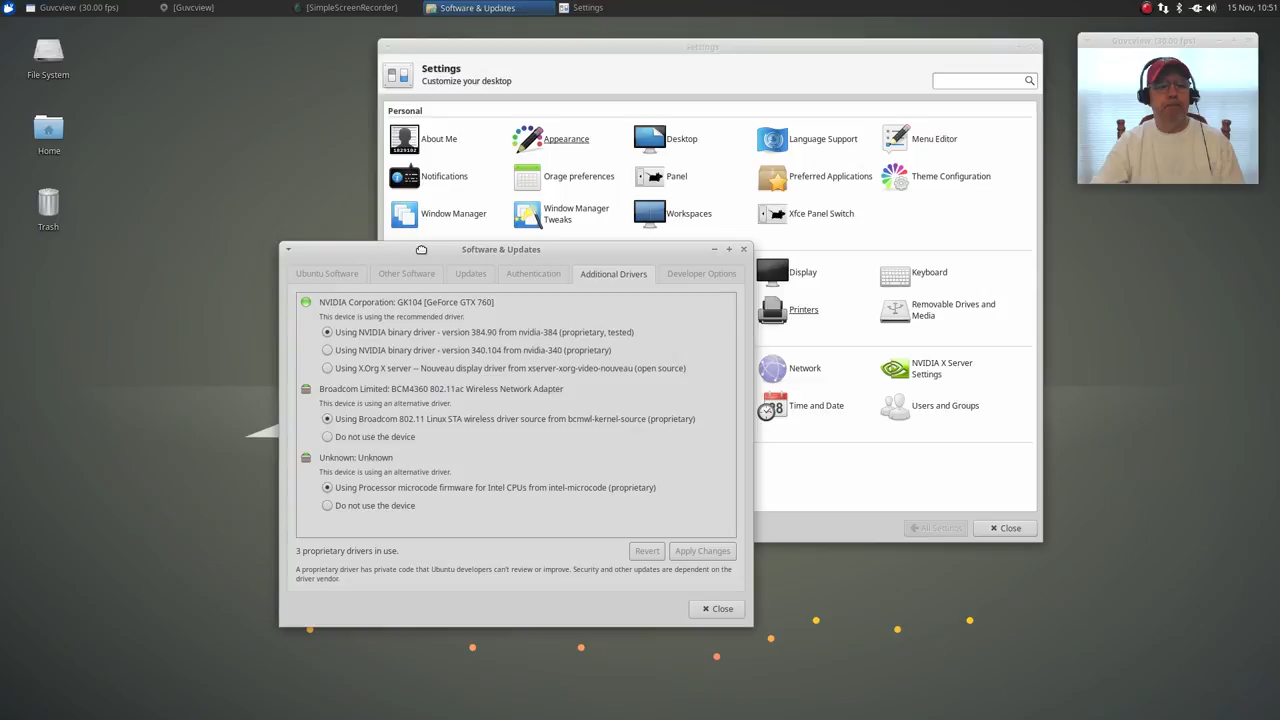 Guvcview (30.00 fps)
[Guvcview]
[SimpleScreenRecorder]
Software & Updates
Settings
15 Nov, 10:51
File System
Home
Trash
Settings
Settings
Customize your desktop
Personal
About Me
Appearance
Desktop
Language Support
Menu Editor
Notifications
Orage preferences
Panel
Preferred Applications
Theme Configuration
Window Manager
Window Manager
Tweaks
Workspaces
Xfce Panel Switch
Display
Keyboard
Printers
Removable Drives and
Media
Network
NVIDIA X Server
Settings
28
Time and Date
Users and Groups
All Settings
Close
Guvcview (30.00 fps)
Software & Updates
Ubuntu Software
Other Software
Updates
Authentication
Additional Drivers
Developer Options
NVIDIA Corporation: GK104 [GeForce GTX 760]
This device is using the recommended driver.
Using NVIDIA binary driver - version 384.90 from nvidia-384 (proprietary, tested)
Using NVIDIA binary driver - version 340.104 from nvidia-340 (proprietary)
Using X.Org X server -- Nouveau display driver from xserver-xorg-video-nouveau (open source)
Broadcom Limited: BCM4360 802.11ac Wireless Network Adapter
This device is using an alternative driver.
Using Broadcom 802.11 Linux STA wireless driver source from bcmwl-kernel-source (proprietary)
Do not use the device
Unknown: Unknown
This device is using an alternative driver.
Using Processor microcode firmware for Intel CPUs from intel-microcode (proprietary)
Do not use the device
3 proprietary drivers in use.
Revert
Apply Changes
A proprietary driver has private code that Ubuntu developers can't review or improve. Security and other updates are dependent on the
driver vendor.
Close